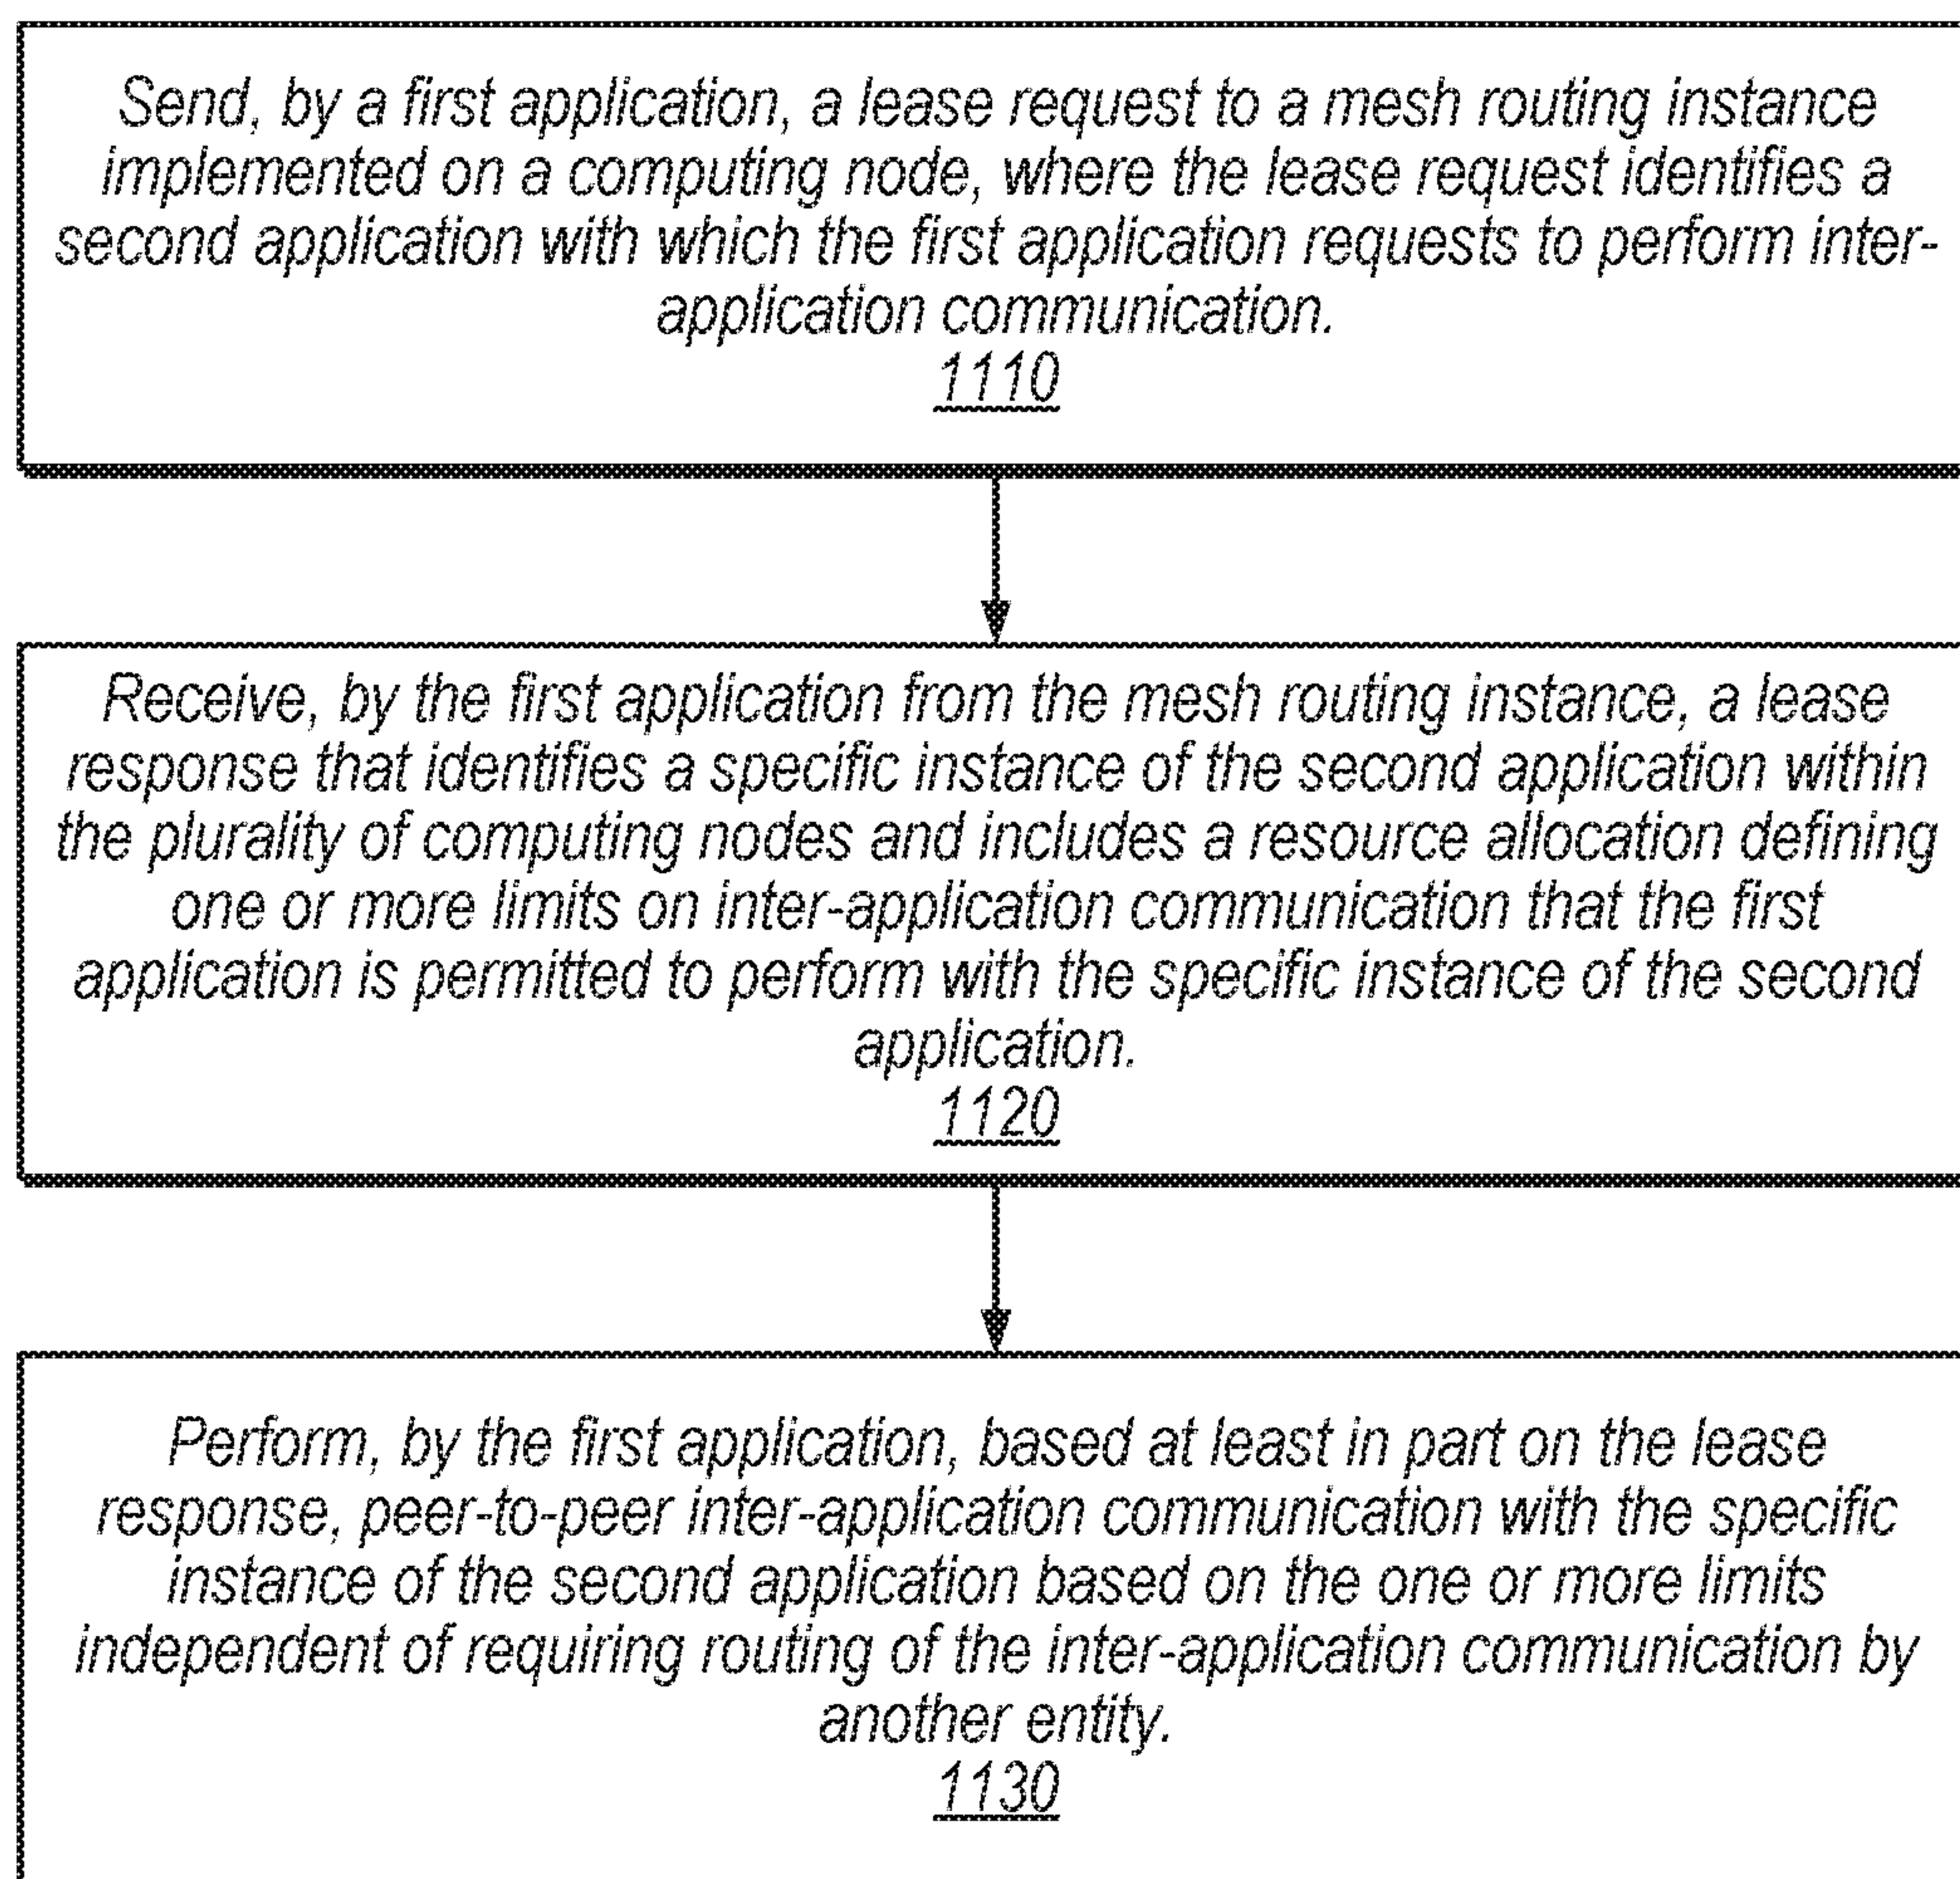 Send, by a first application, a lease request to a mesh routing instance
implemented on a computing node, where the lease request identifies a
second application with which the first application requests to perform inter-
application communication.
1110
Receive, by the first application from the mesh routing instance, a lease
response that identifies a specific instance of the second application within
the plurality of computing nodes and includes a resource allocation defining
one or more limits on inter-application communication that the first
application is permitted to perform with the specific instance of the second
application.
1120
Perform, by the first application, based at least in part on the lease
response, peer-to-peer inter-application communication with the specific
instance of the second application based on the one or more limits
independent of requiring routing of the inter-application communication by
another entity.
1130